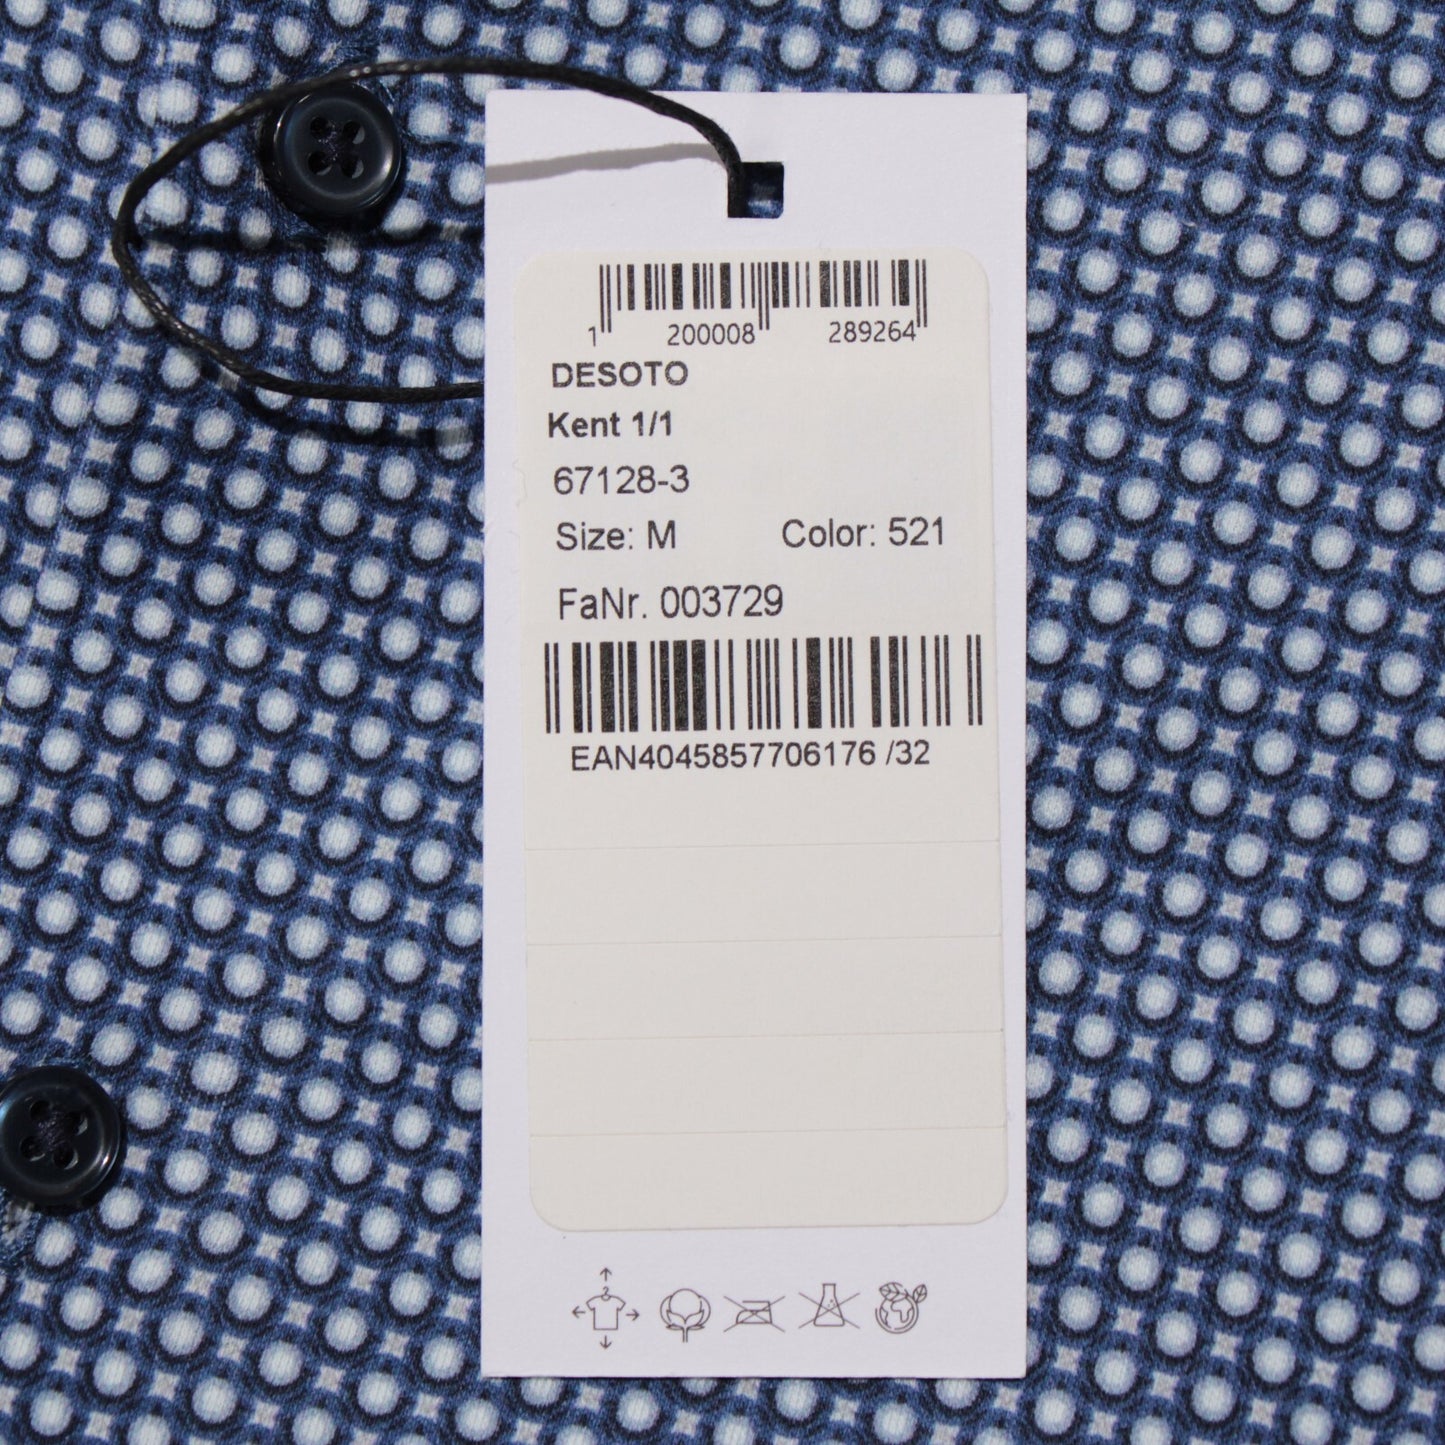 1 200008 289264
DESOTO
Kent 1/1
67128-3
Size: M Color: 521
FaNr. 003729
EAN4045857706176 /32